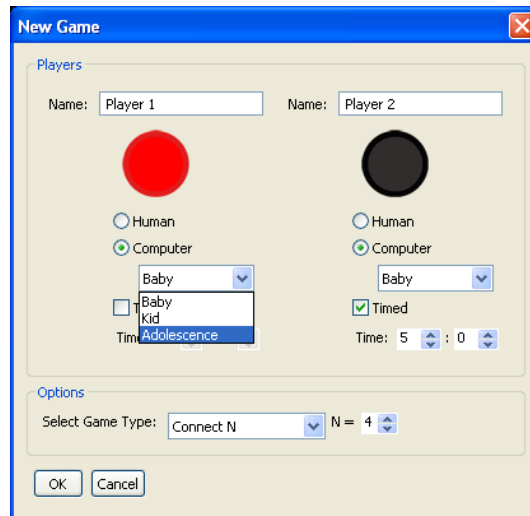 New Game
Players
Name: Player 1 Name: Player 2
Human Human
Computer Computer
Baby Baby
Baby
Kid
Adolescence
Timed
Time: 5 : 0
Options
Select Game Type: Connect N N = 4
OK Cancel